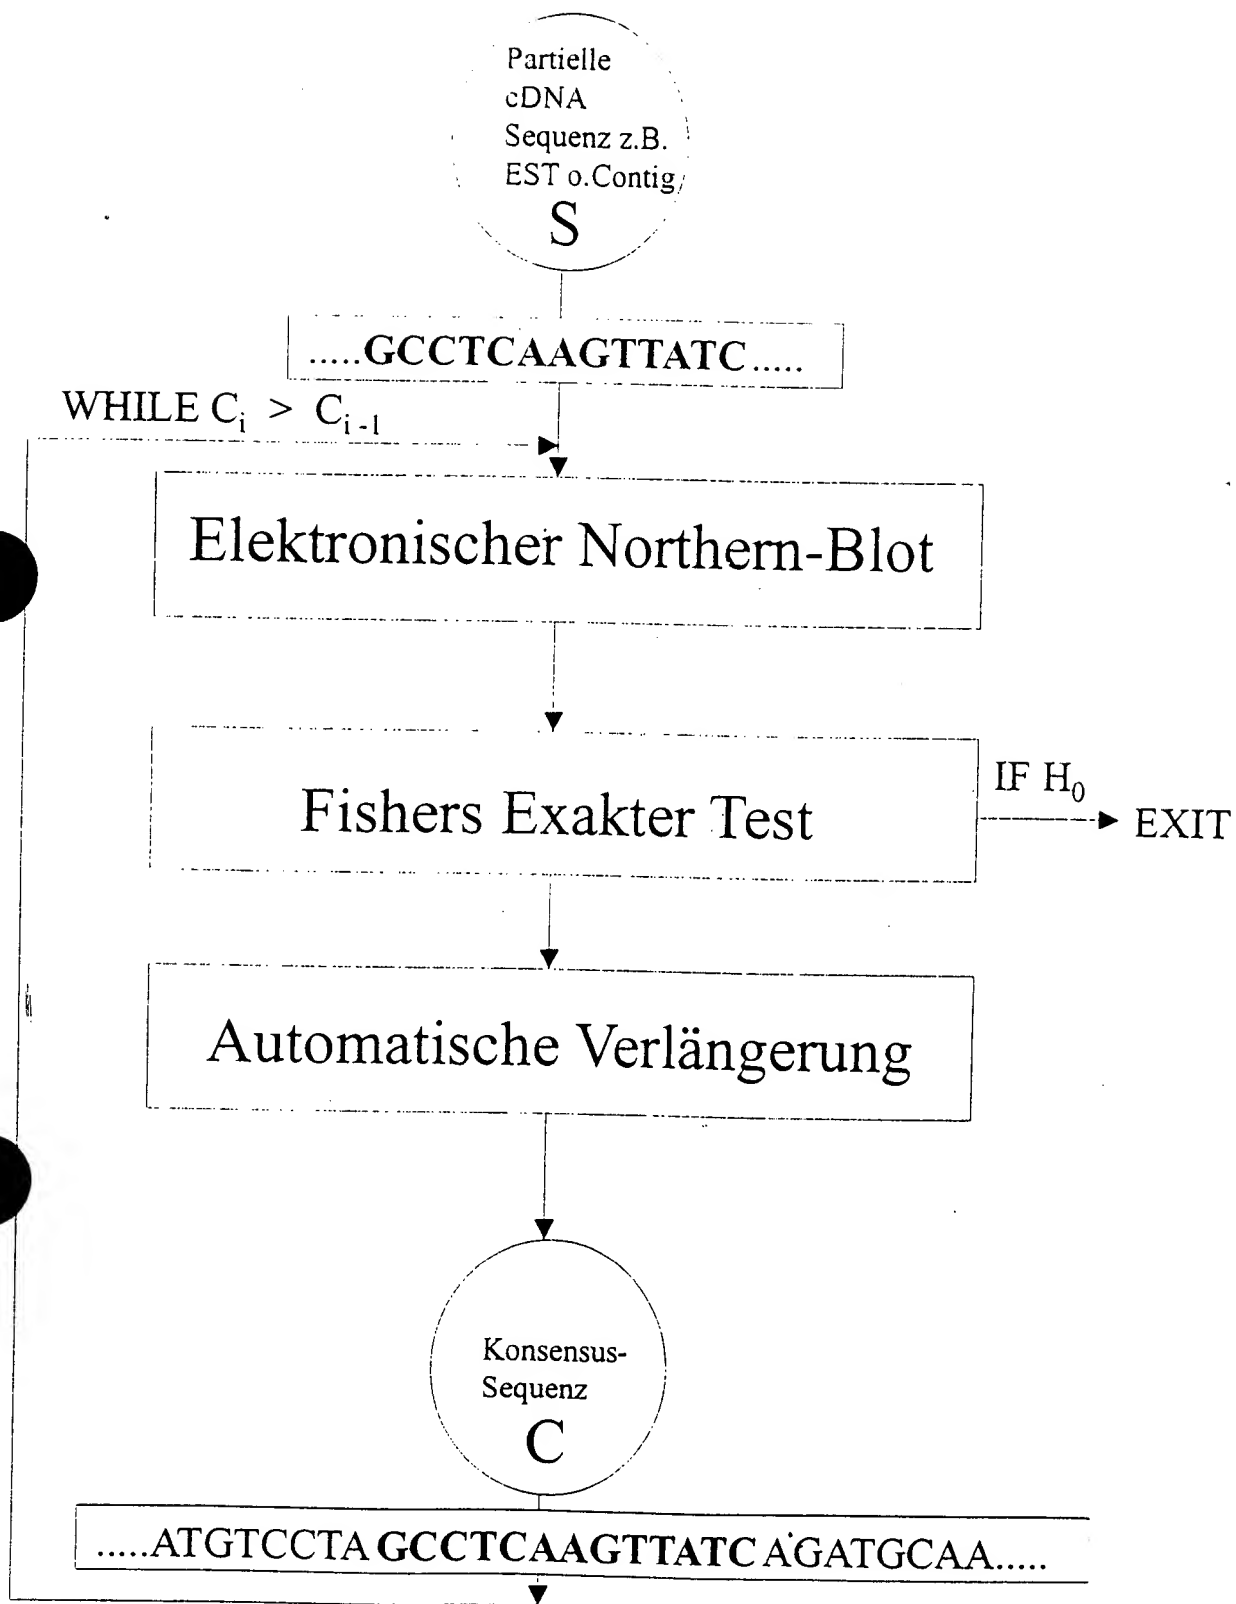 Partielle
cDNA
Sequenz z.B.
EST o.Contig
S
.....GCCTCAAGTTATC.....
WHILE Cᵢ > Cᵢ₋₁
Elektronischer Northern-Blot
Fishers Exakter Test
IF H₀
EXIT
Automatische Verlängerung
Konsensus-
Sequenz
C
.....ATGTCCTA GCCTCAAGTTATC AGATGCAA.....